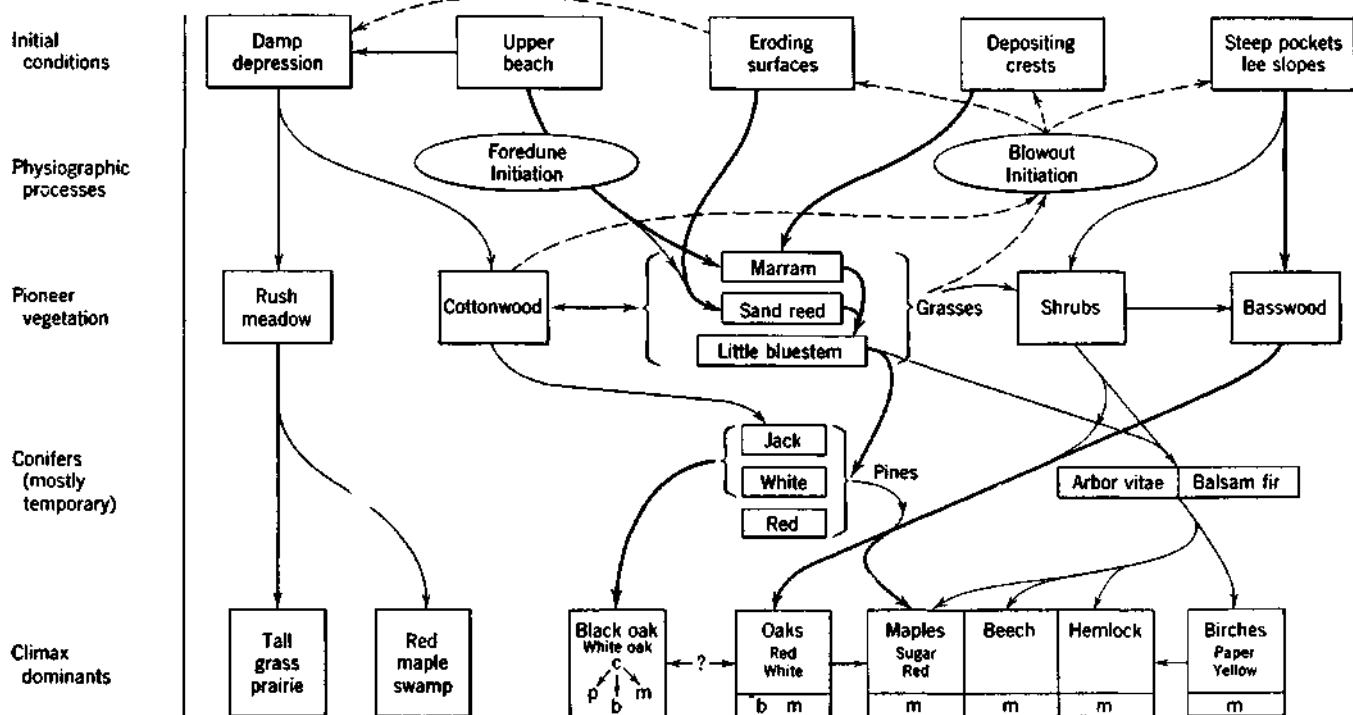 Initial
conditions
Damp
depression
Upper
beach
Eroding
surfaces
Depositing
crests
Steep pockets
lee slopes
Physiographic
processes
Foredune
Initiation
Blowout
Initiation
Pioneer
vegetation
Rush
meadow
Cottonwood
Marram
Sand reed
Little bluestem
Grasses
Shrubs
Basswood
Conifers
(mostly
temporary)
Jack
White
Red
Pines
Arbor vitae
Balsam fir
Climax
dominants
Tall
grass
prairie
Red
maple
swamp
Black oak
White oak
c
p
b
m
?
Oaks
Red
White
b m
Maples
Sugar
Red
m
Beech
m
Hemlock
m
Birches
Paper
Yellow
m